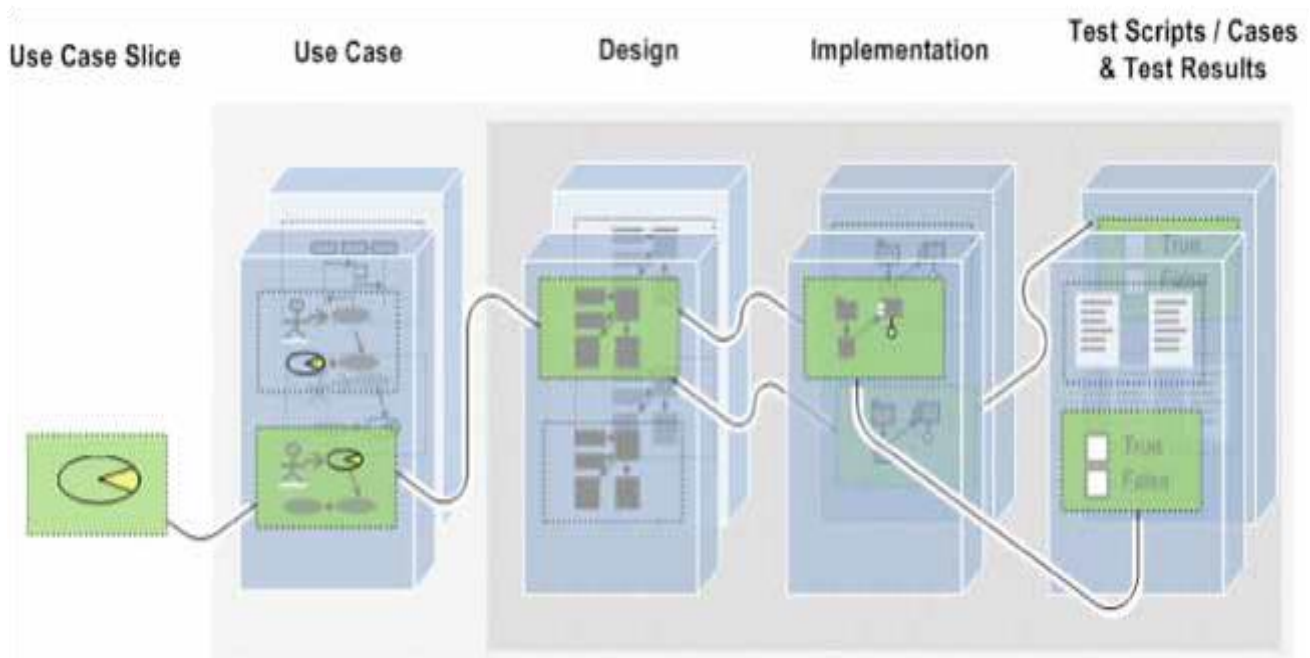 Use Case Slice
Use Case
Design
Implementation
Test Scripts / Cases
& Test Results
True
False
True
False